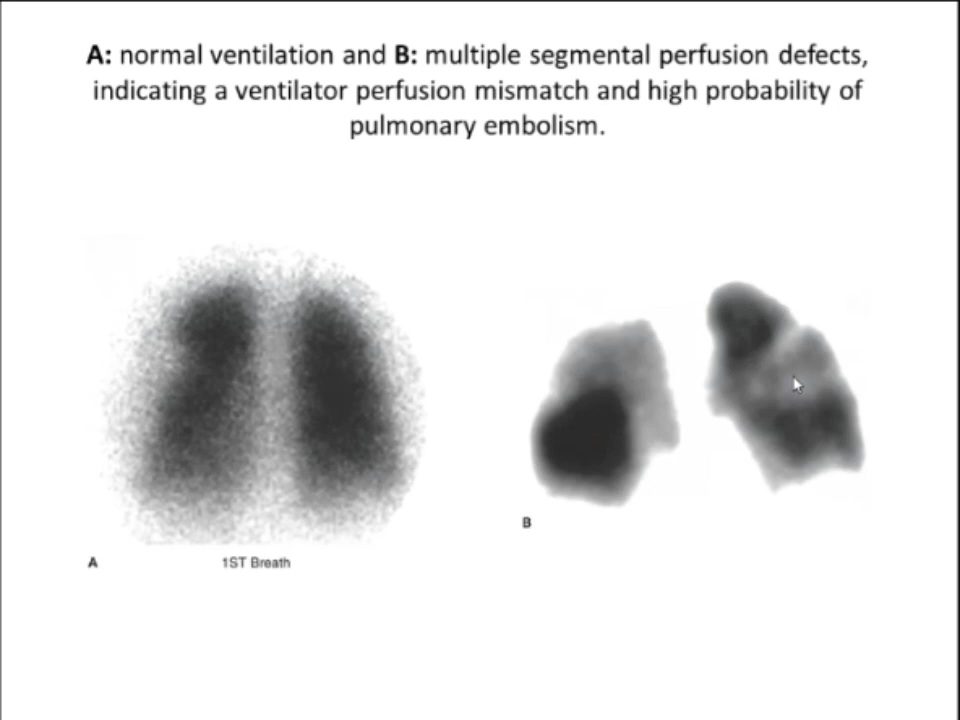 A: normal ventilation and B: multiple segmental perfusion defects,
indicating a ventilator perfusion mismatch and high probability of
pulmonary embolism.
B
A
1ST Breath